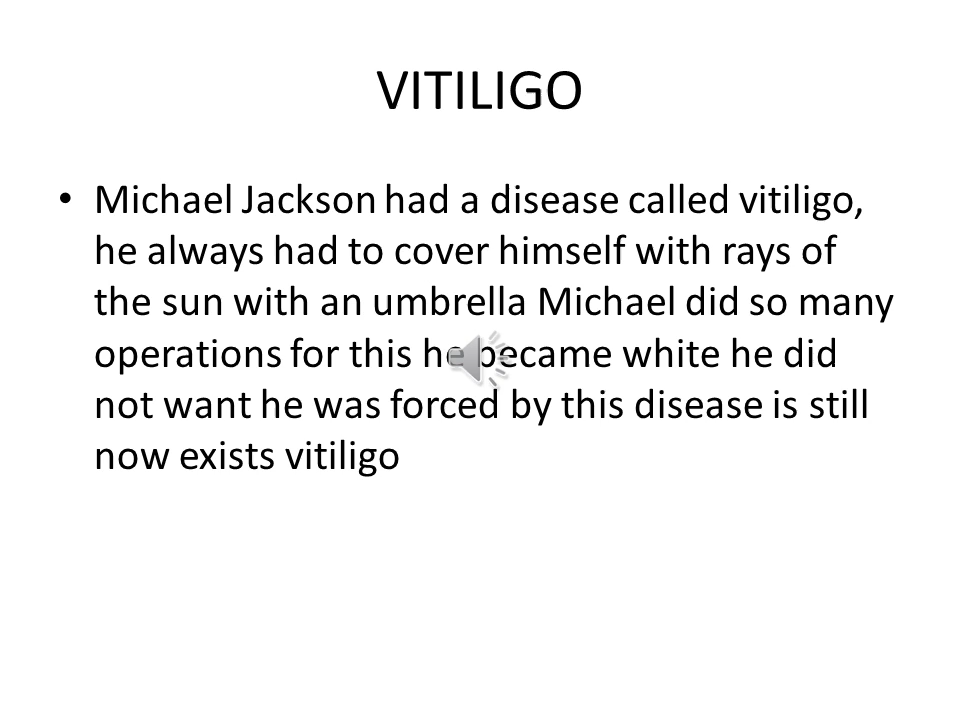 VITILIGO
• Michael Jackson had a disease called vitiligo,
he always had to cover himself with rays of
the sun with an umbrella Michael did so many
operations for this he became white he did
not want he was forced by this disease is still
now exists vitiligo